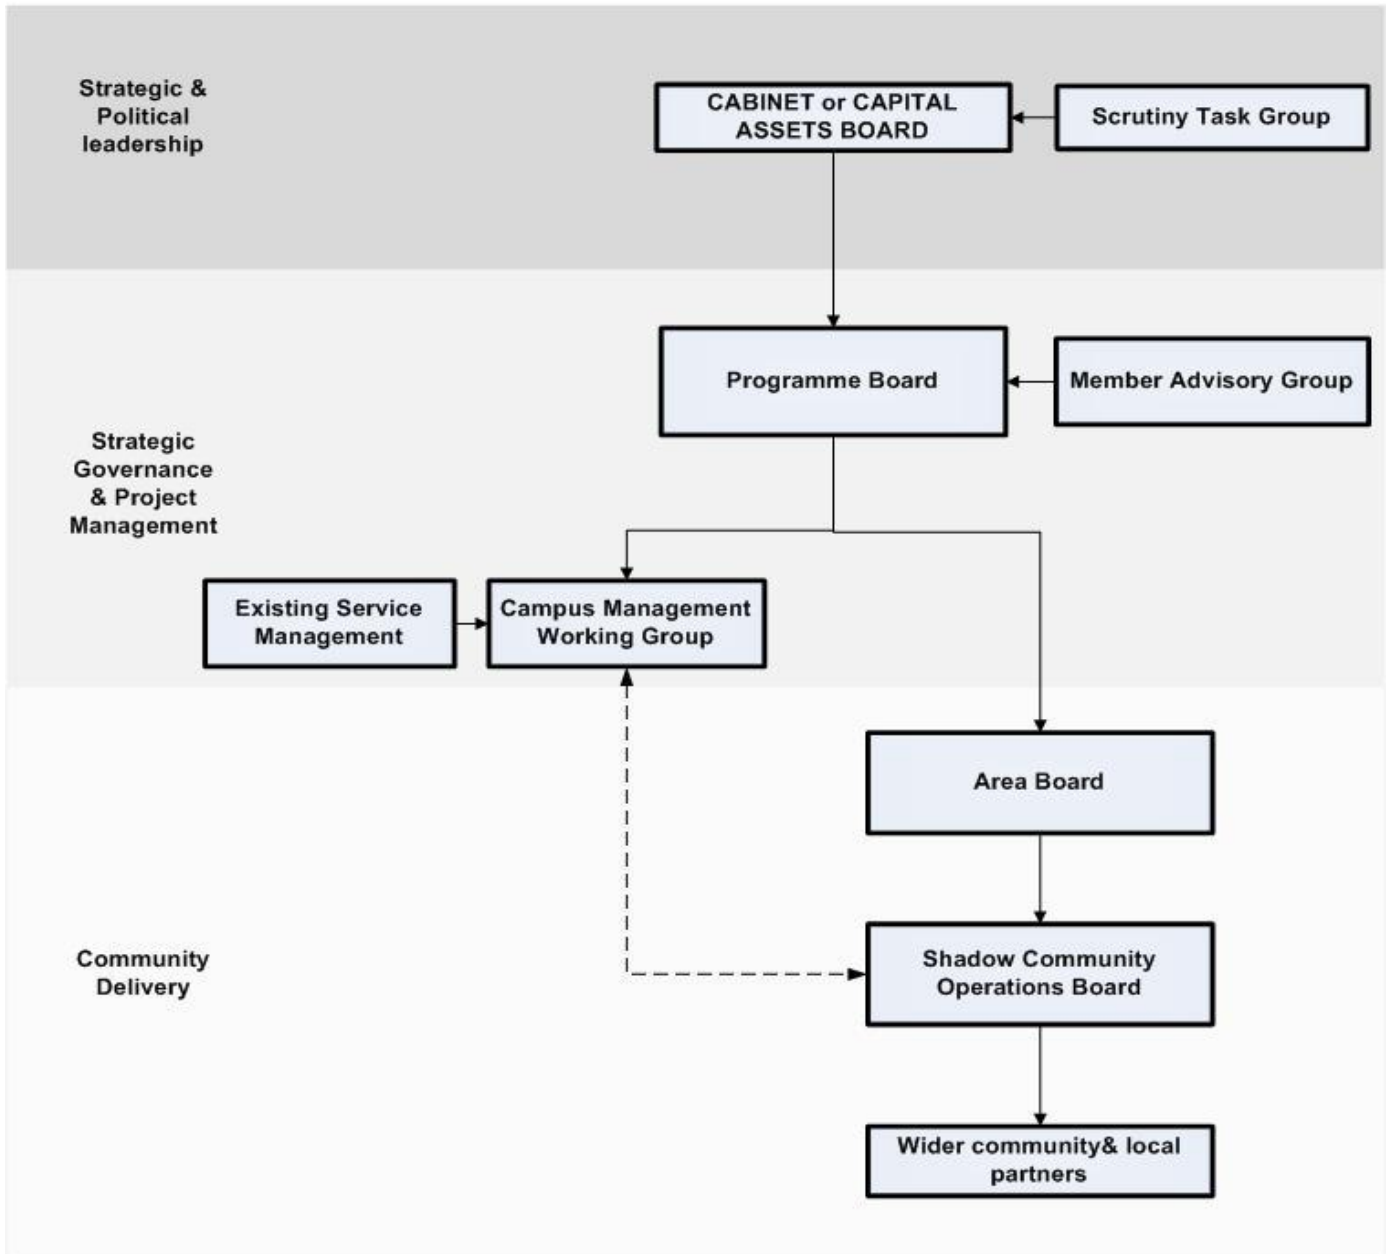 Strategic &
Political
leadership
CABINET or CAPITAL
ASSETS BOARD
Scrutiny Task Group
Programme Board
Member Advisory Group
Strategic
Governance
& Project
Management
Existing Service
Management
Campus Management
Working Group
Area Board
Community
Delivery
Shadow Community
Operations Board
Wider community& local
partners